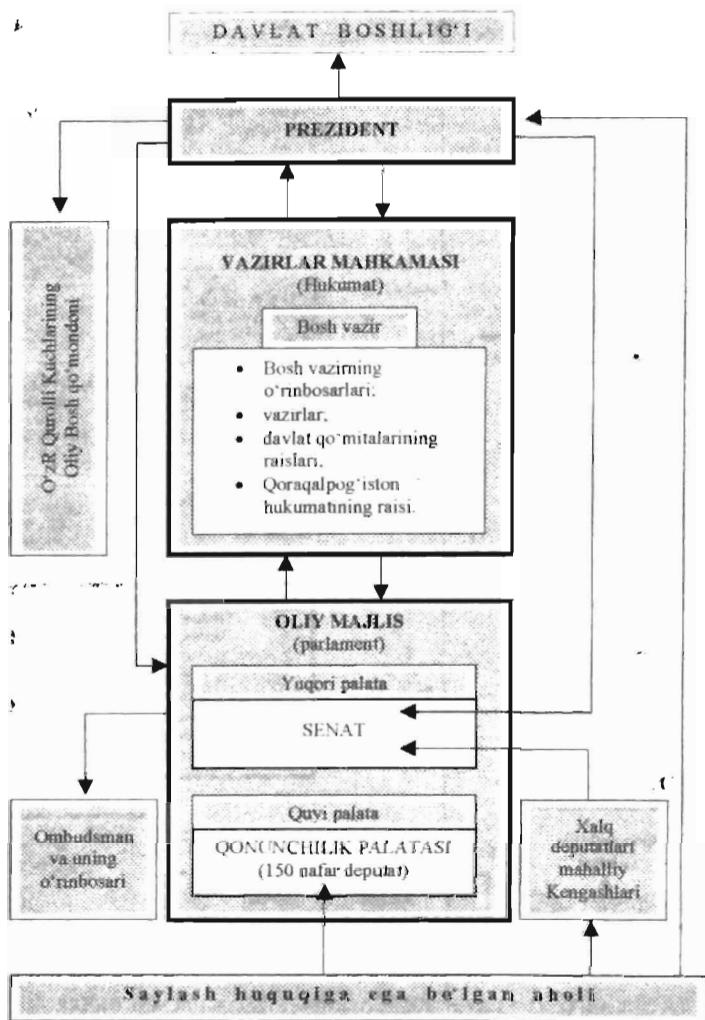 DAVLAT BOSHLIG‘I
PREZIDENT
O‘zR Qurolli Kuchlarining
Oliy Bosh qo‘mondoni
VAZIRLAR MAHKAMASI
(Hukumat)
Bosh vazir
• Bosh vazirning
o‘rinbosarlari;
• vazirlar;
• davlat qo‘mitalarining
raislari;
• Qoraqalpog‘iston
hukumatining raisi.
OLIY MAJLIS
(parlament)
Yuqori palata
SENAT
Quyi palata
QONUNCHILIK PALATASI
(150 nafar deputat)
Ombudsman
va uning
o‘rinbosari
Xalq
deputatlari
mahalliy
Kengashlari
Saylash huquqiga ega bo‘lgan aholi